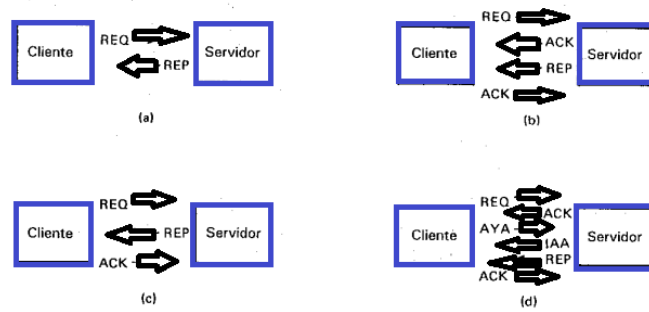 REQ
Cliente
Servidor
REP
(a)
REQ
Cliente
ACK
Servidor
REP
ACK
(b)
REQ
Cliente
REP
Servidor
ACK
(c)
REQ
ACK
AYA
Cliente
IAA
Servidor
REP
ACK
(d)